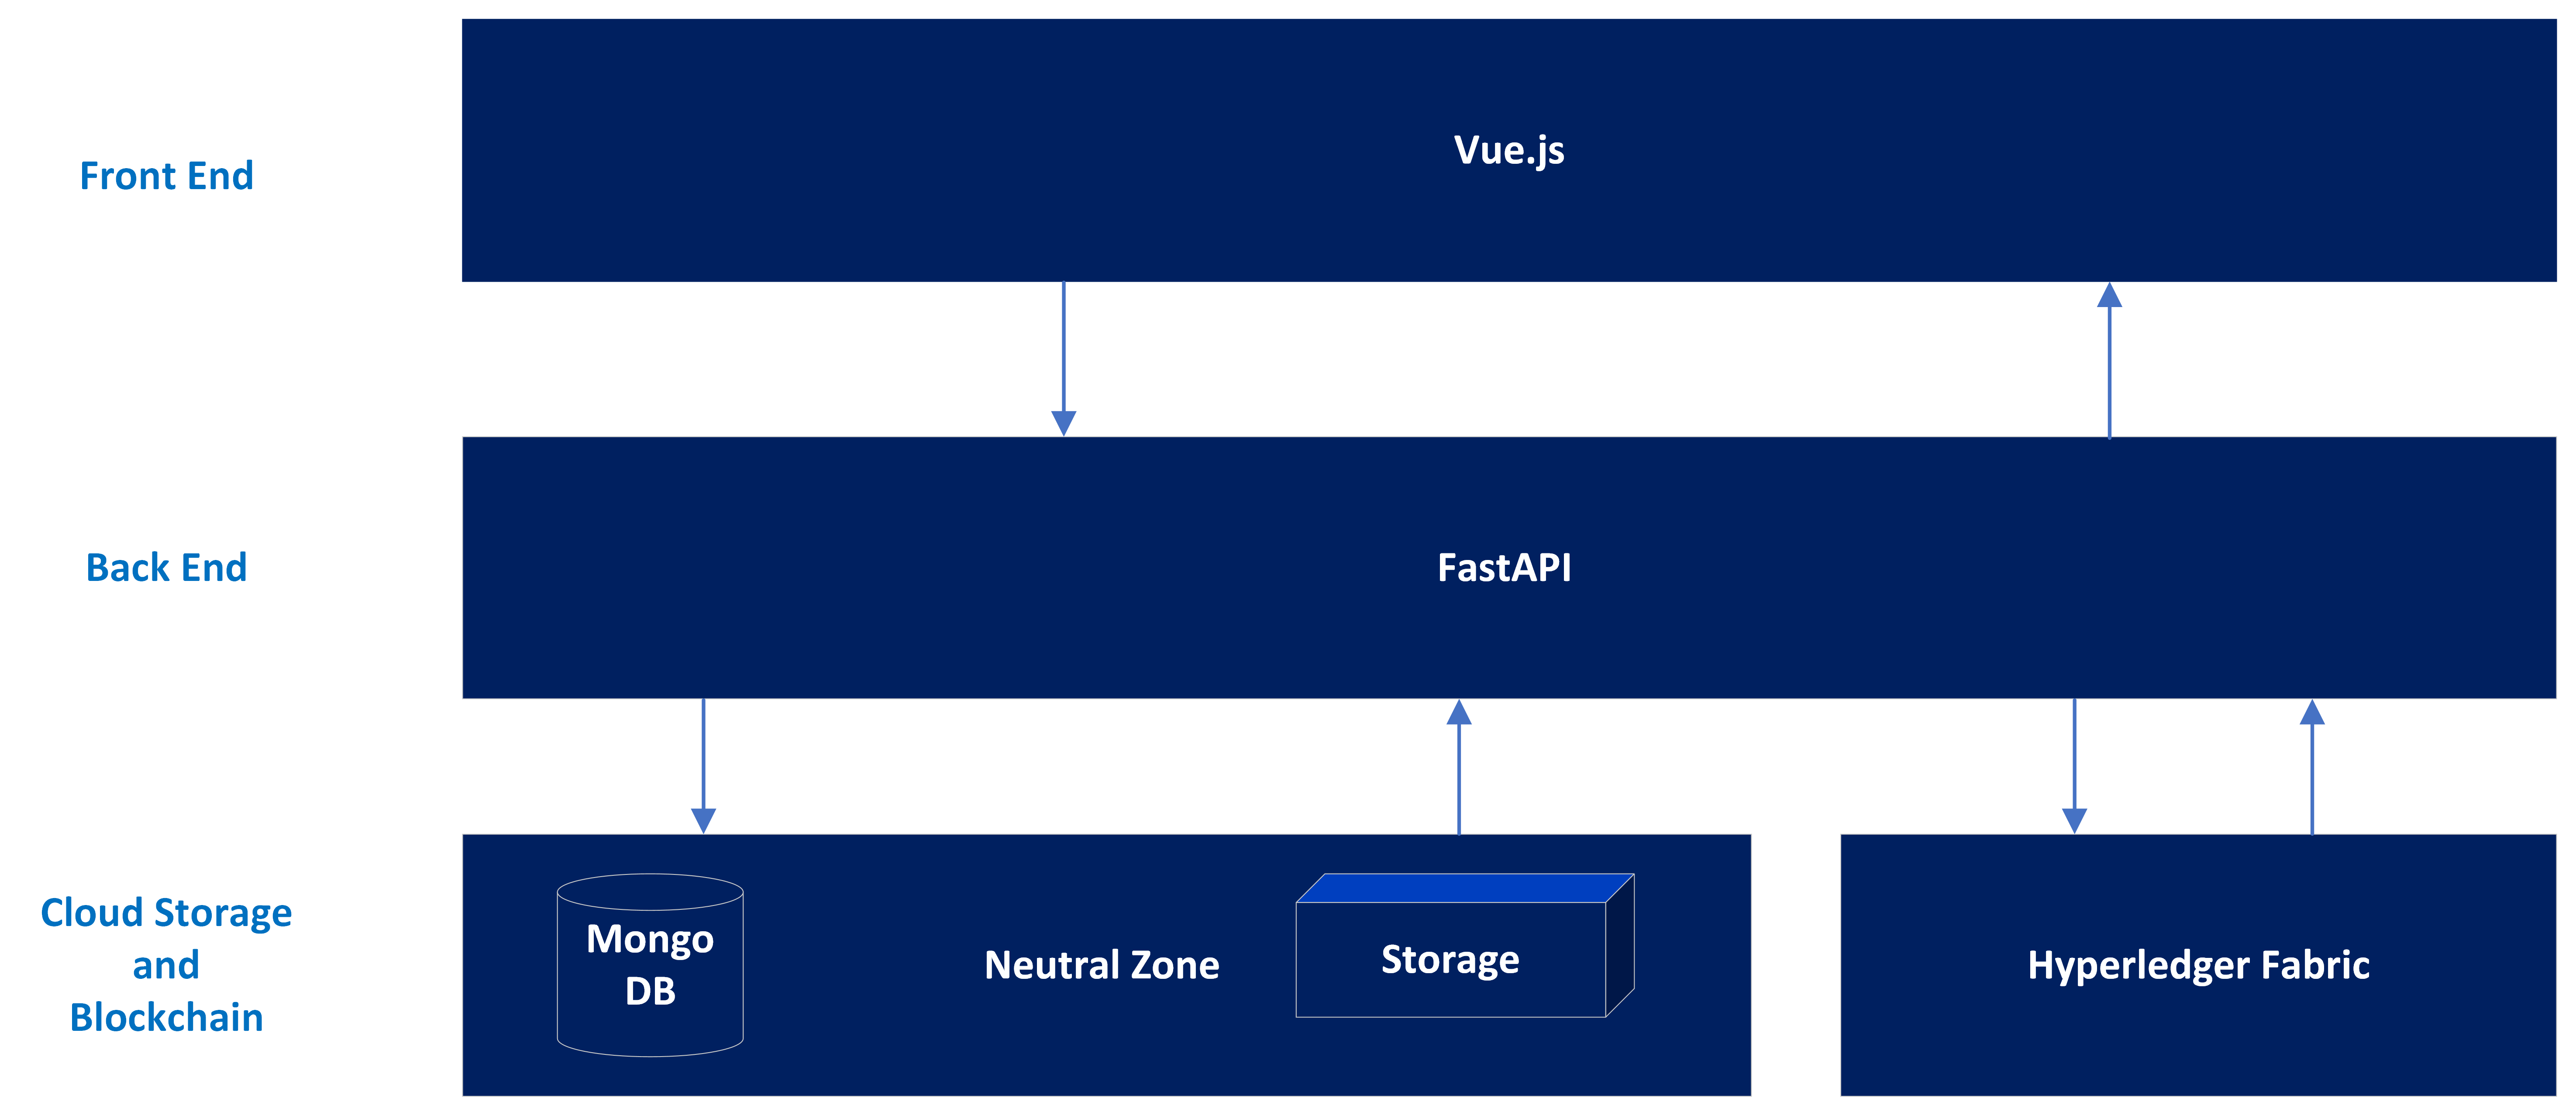 Front End
Vue.js
Back End
FastAPI
Cloud Storage
and
Blockchain
Mongo
DB
Neutral Zone
Storage
Hyperledger Fabric